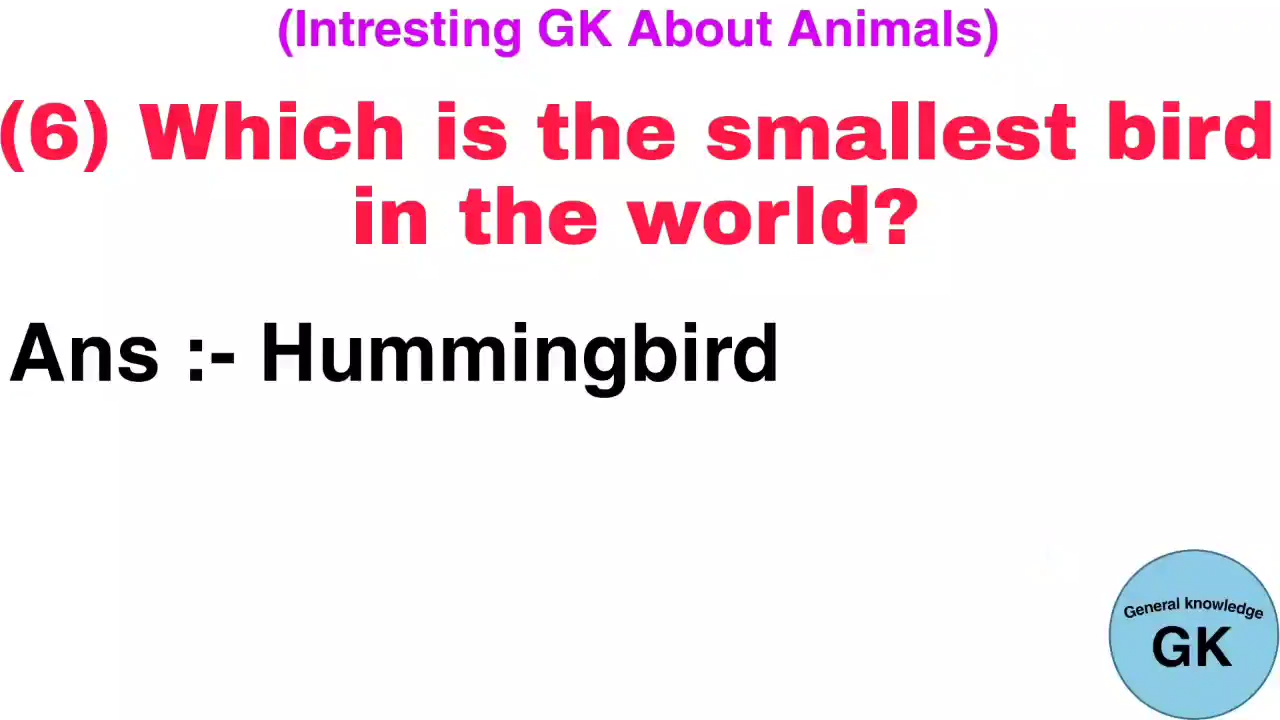 (Intresting GK About Animals)
(6) Which is the smallest bird
in the world?
Ans :- Hummingbird
General knowledge
GK